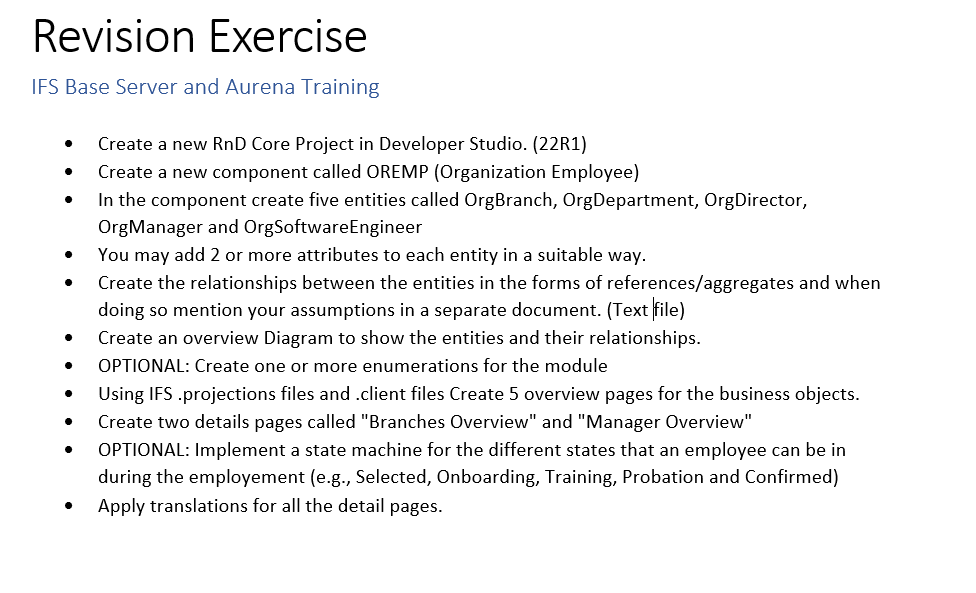 Revision Exercise
IFS Base Server and Aurena Training
• Create a new RnD Core Project in Developer Studio. (22R1)
• Create a new component called OREMP (Organization Employee)
• In the component create five entities called OrgBranch, OrgDepartment, OrgDirector,
OrgManager and OrgSoftwareEngineer
• You may add 2 or more attributes to each entity in a suitable way.
• Create the relationships between the entities in the forms of references/aggregates and when
doing so mention your assumptions in a separate document. (Text file)
• Create an overview Diagram to show the entities and their relationships.
• OPTIONAL: Create one or more enumerations for the module
• Using IFS .projections files and .client files Create 5 overview pages for the business objects.
• Create two details pages called "Branches Overview" and "Manager Overview"
• OPTIONAL: Implement a state machine for the different states that an employee can be in
during the employement (e.g., Selected, Onboarding, Training, Probation and Confirmed)
• Apply translations for all the detail pages.